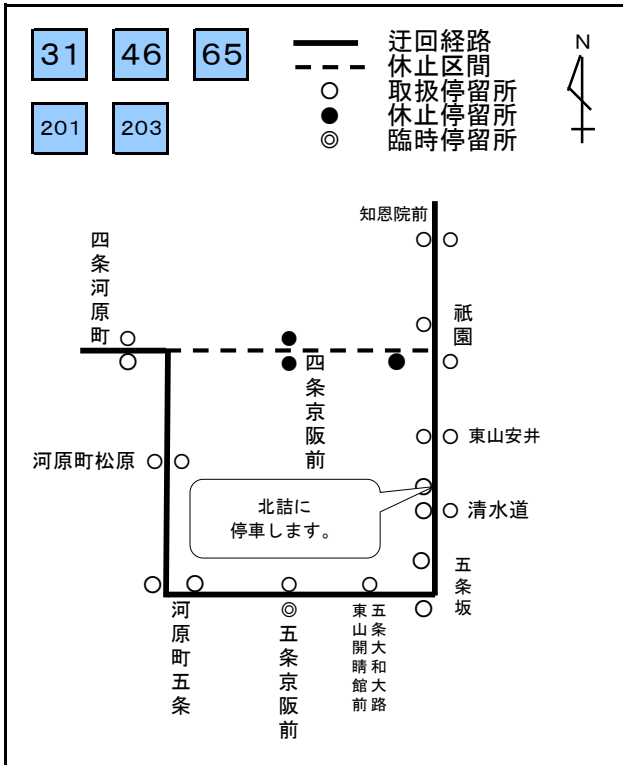 31 46 65
201 203
迂回経路
休止区間
取扱停留所
休止停留所
臨時停留所
N
知恩院前
四条河原町
祇園
四条京阪前
東山安井
河原町松原
北詰に
停車します。
清水道
五条坂
河原町五条
五条京阪前
五条大和大路
東山開睛館前